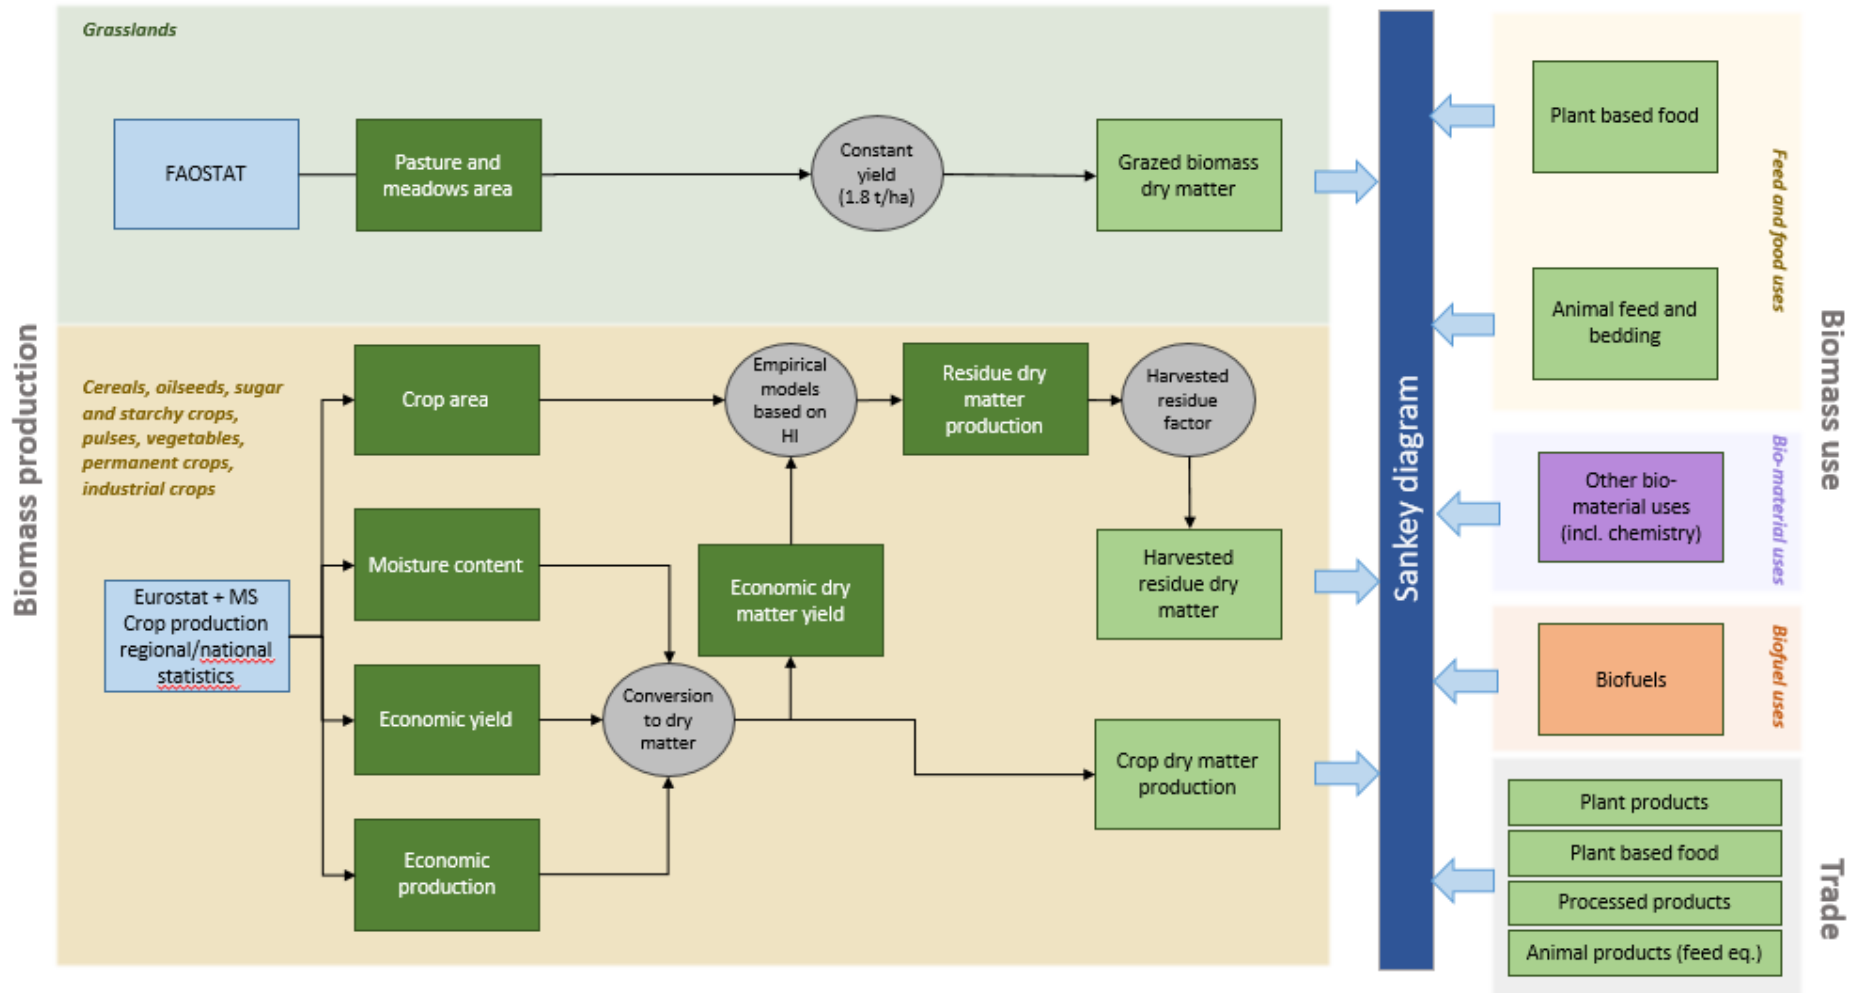 Biomass production
Grasslands
FAOSTAT
Pasture and
meadows area
Constant
yield
(1.8 t/ha)
Grazed biomass
dry matter
Cereals, oilseeds, sugar
and starchy crops,
pulses, vegetables,
permanent crops,
industrial crops
Eurostat + MS
Crop production
regional/national
statistics
Crop area
Moisture content
Economic yield
Economic
production
Conversion
to dry
matter
Economic dry
matter yield
Empirical
models
based on
HI
Residue dry
matter
production
Harvested
residue
factor
Harvested
residue dry
matter
Crop dry matter
production
Sankey diagram
Biomass use
Plant based food
Animal feed and
bedding
Feed and food uses
Other bio-
material uses
(incl. chemistry)
Bio-material uses
Biofuels
Biofuel uses
Trade
Plant products
Plant based food
Processed products
Animal products (feed eq.)